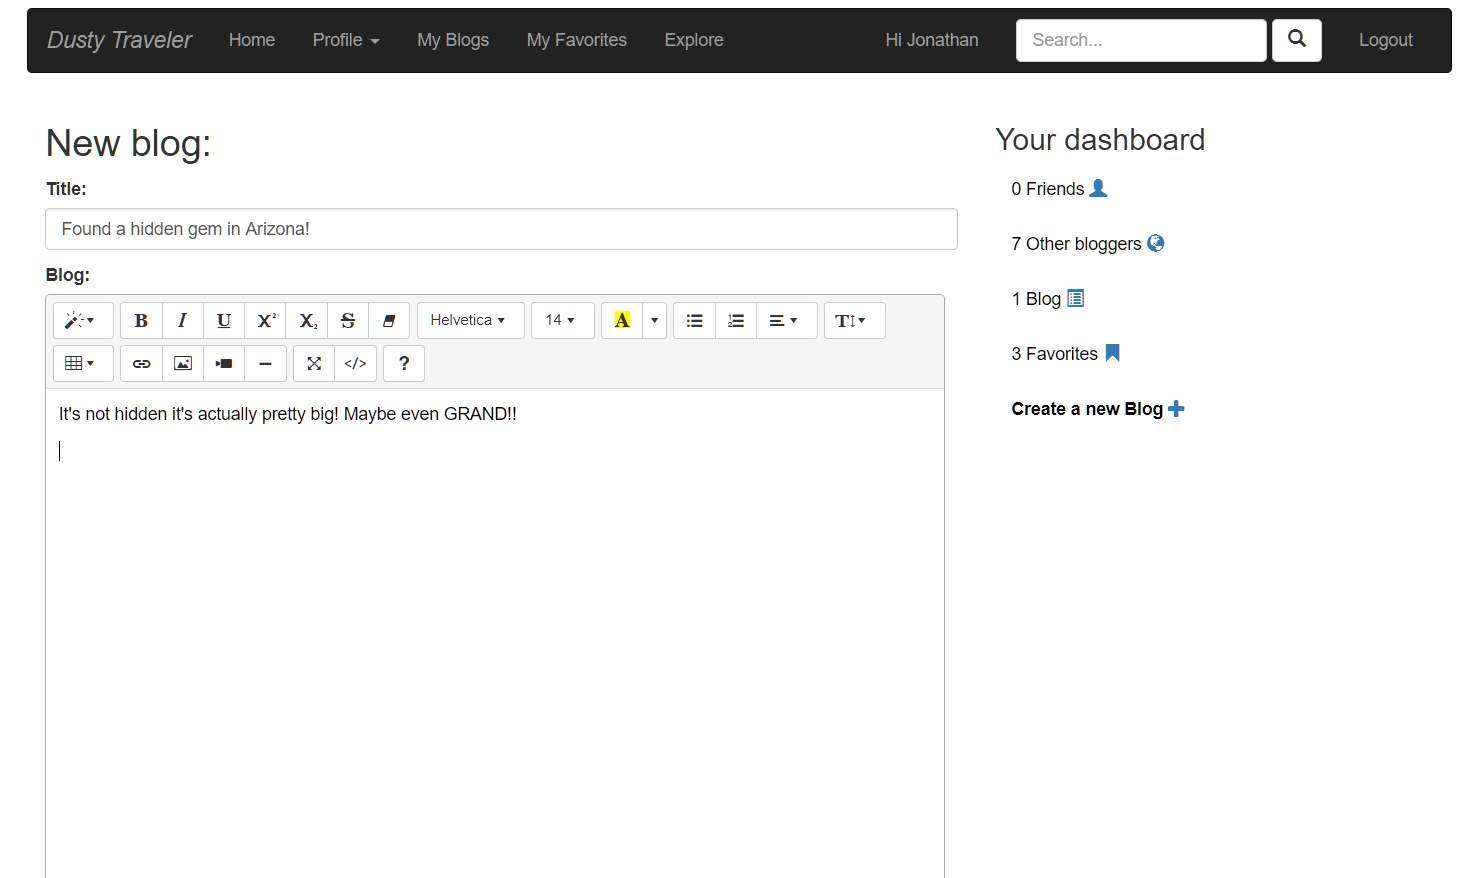 Dusty Traveler Home Profile My Blogs My Favorites Explore Hi Jonathan Search... Logout
New blog:
Title:
Found a hidden gem in Arizona!
Blog:
B I U X² X₂ S Helvetica 14 A T
</> ?
It's not hidden it's actually pretty big! Maybe even GRAND!!
Your dashboard
0 Friends
7 Other bloggers
1 Blog
3 Favorites
Create a new Blog